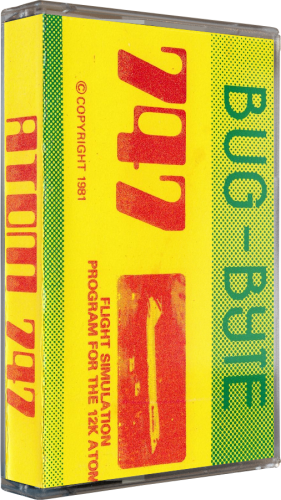 BUG-BYTE
747
FLIGHT SIMULATION
PROGRAM FOR THE 12K ATOM
© COPYRIGHT 1981
ATOM 747